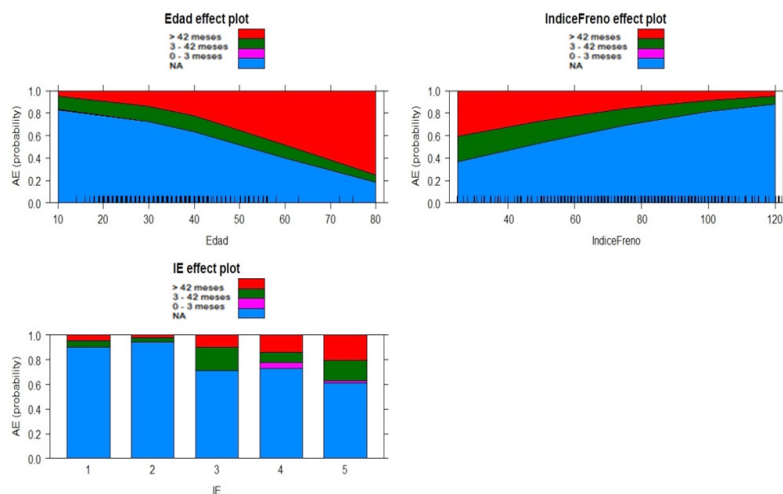 Edad effect plot
> 42 meses
3 - 42 meses
0 - 3 meses
NA
AE (probability)
1.0
0.8
0.6
0.4
0.2
0.0
10 20 30 40 50 60 70 80
Edad
IndiceFreno effect plot
> 42 meses
3 - 42 meses
0 - 3 meses
NA
AE (probability)
1.0
0.8
0.6
0.4
0.2
0.0
40 60 80 100 120
IndiceFreno
IE effect plot
> 42 meses
3 - 42 meses
0 - 3 meses
NA
AE (probability)
1.0
0.8
0.6
0.4
0.2
0.0
1 2 3 4 5
IE